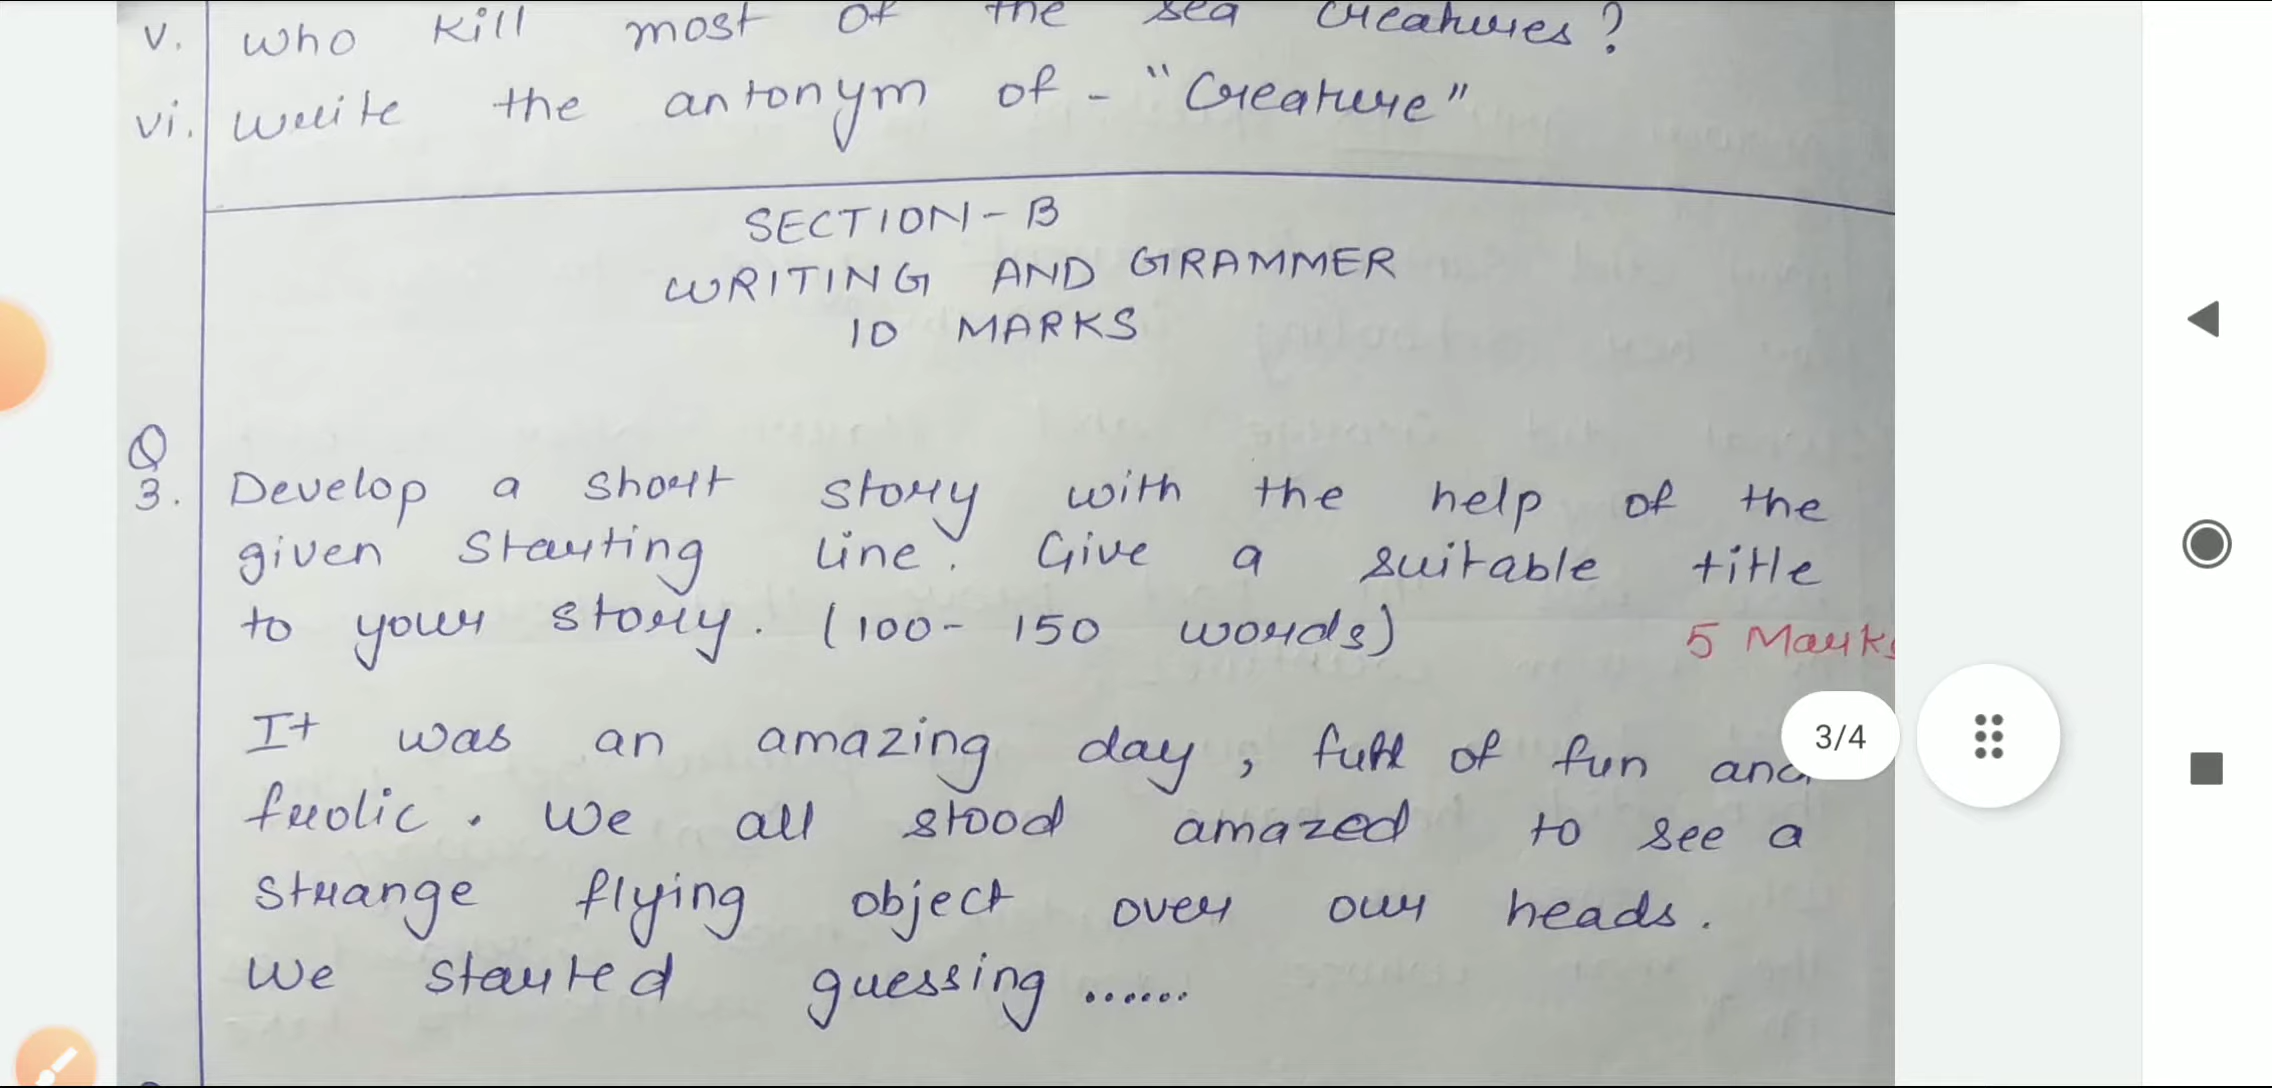 v. Who kill most of the sea creatures?
vi. Write the antonym of - "Creature"
SECTION-B
WRITING AND GRAMMER
10 MARKS
Q
3. Develop a short story with the help of the
given starting line. Give a suitable title
to your story. (100- 150 words)
5 Marks
It was an amazing day, full of fun and
frolic. We all stood amazed to see a
3/4
strange flying object over our heads.
We started guessing ......